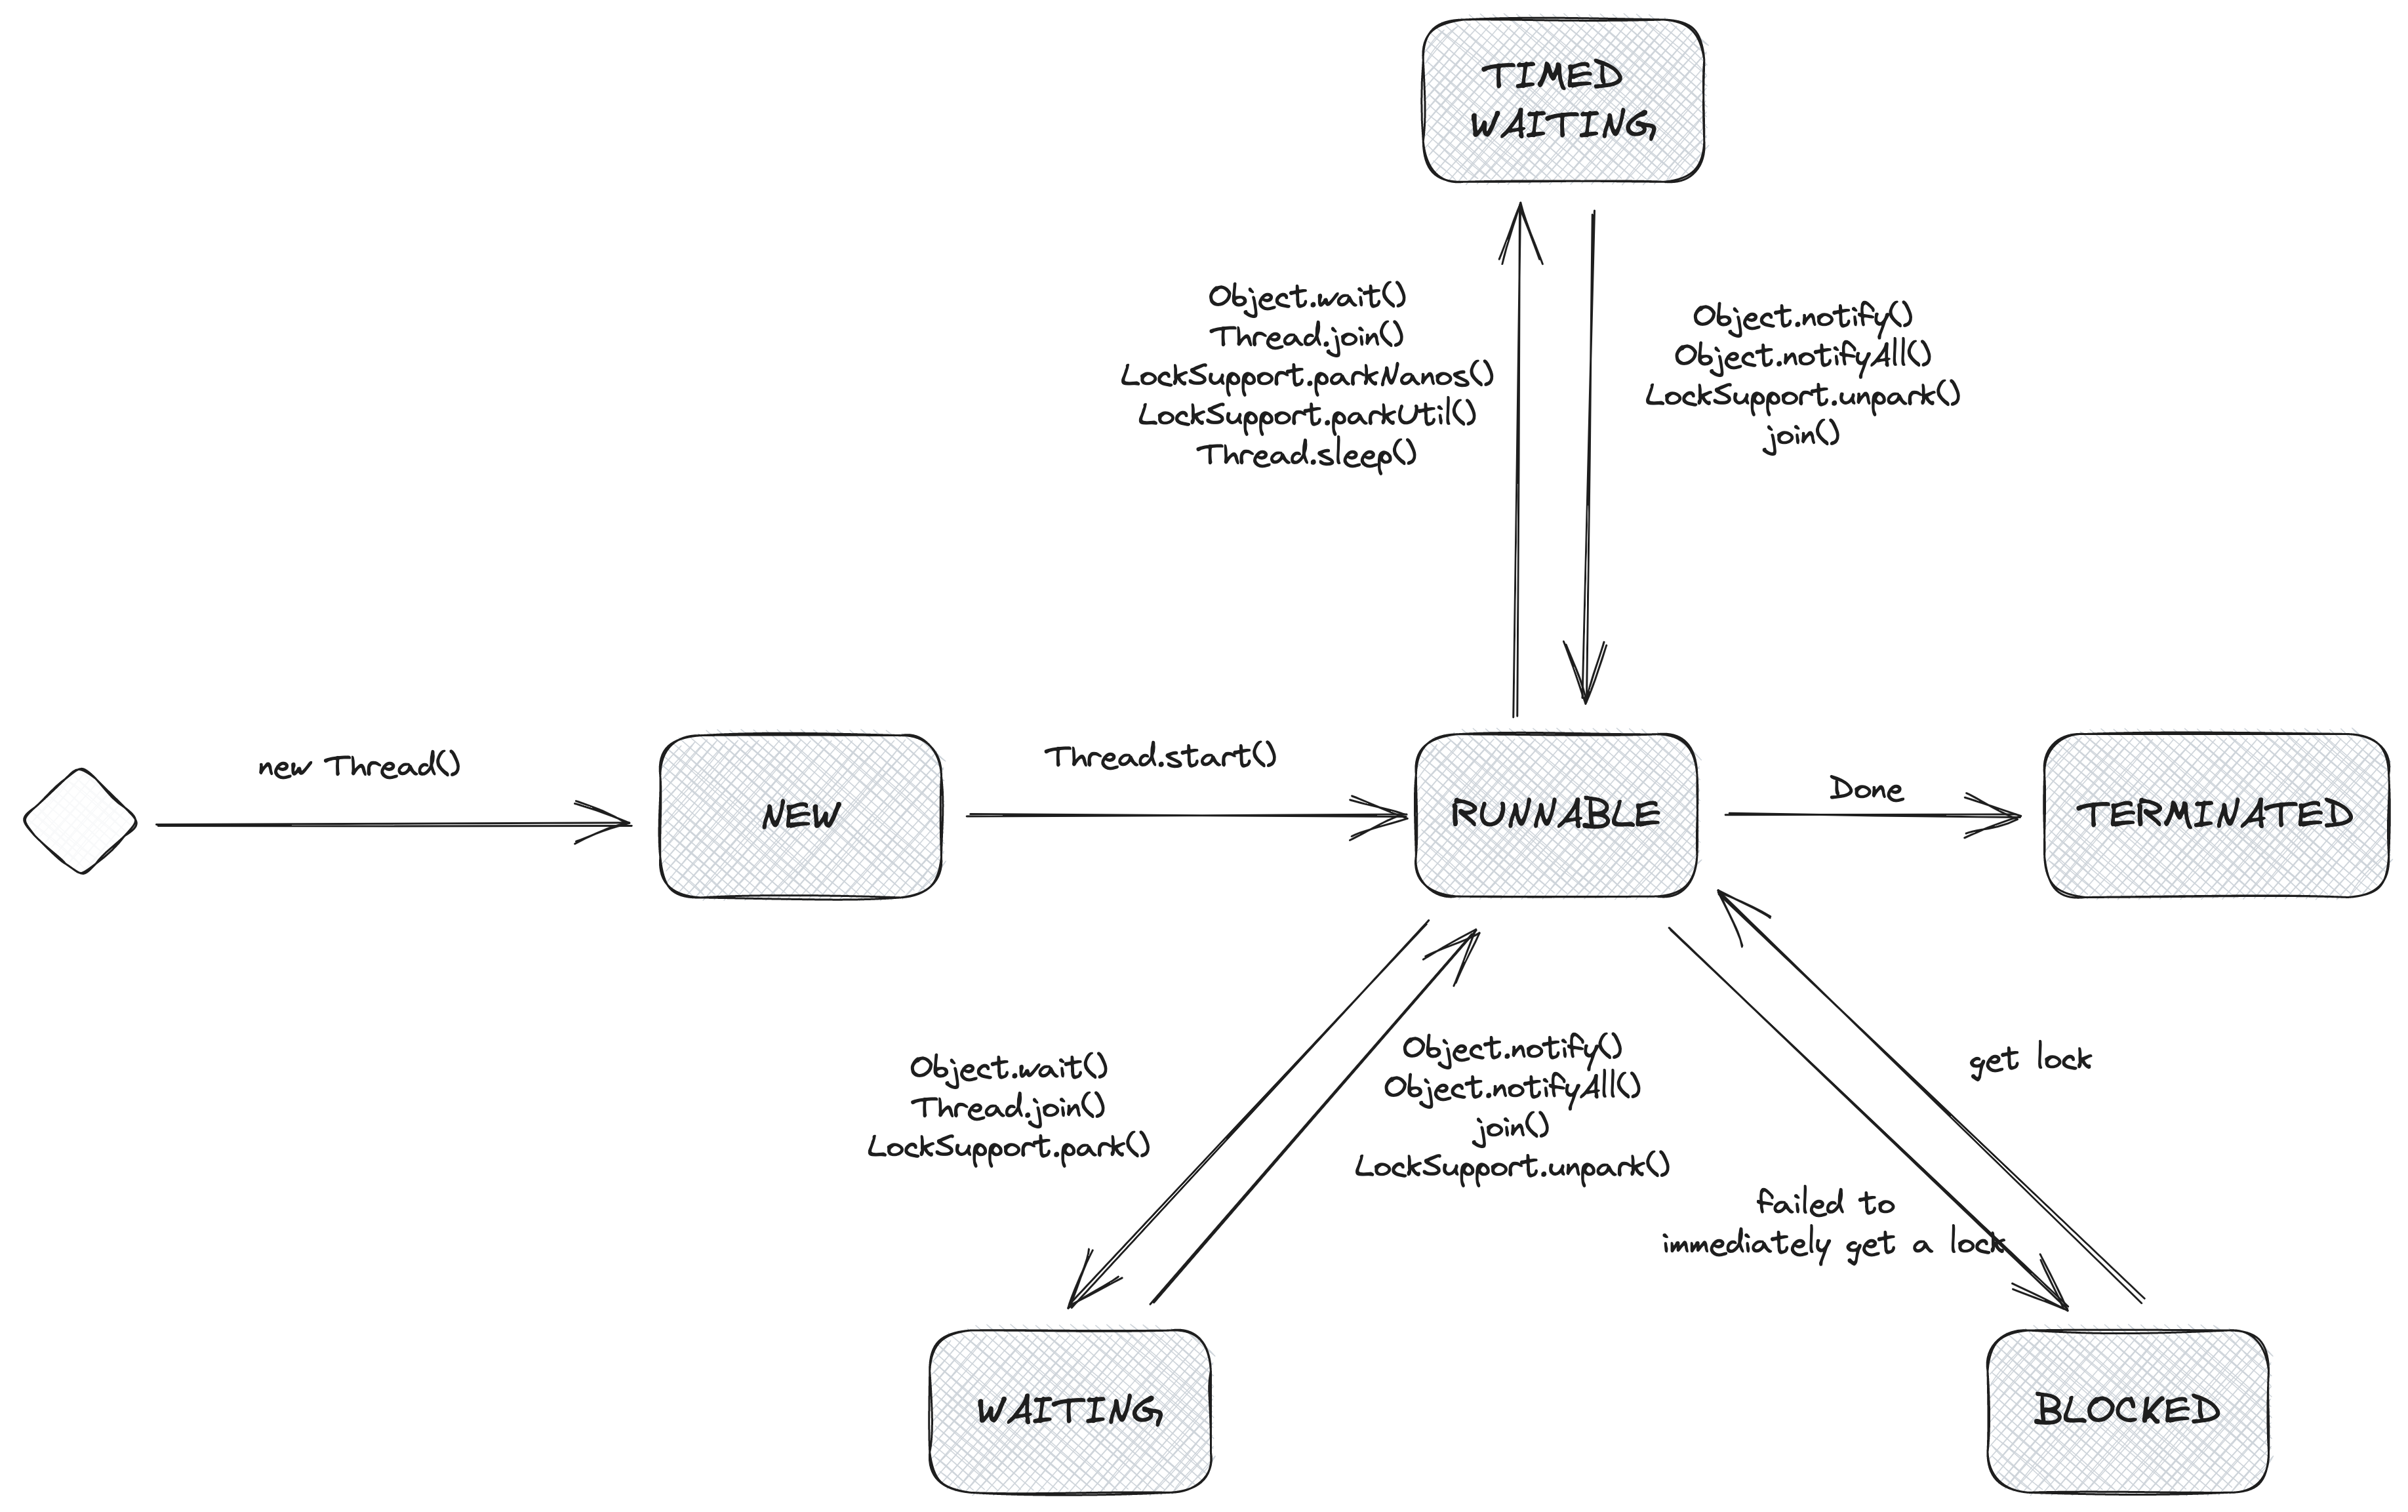 TIMED
WAITING
Object.wait()
Thread.join()
LockSupport.parkNanos()
LockSupport.parkUtil()
Thread.sleep()
Object.notify()
Object.notifyAll()
LockSupport.unpark()
join()
new Thread()
NEW
Thread.start()
RUNNABLE
Done
TERMINATED
Object.wait()
Thread.join()
LockSupport.park()
Object.notify()
Object.notifyAll()
join()
LockSupport.unpark()
get lock
failed to
immediately get a lock
WAITING
BLOCKED